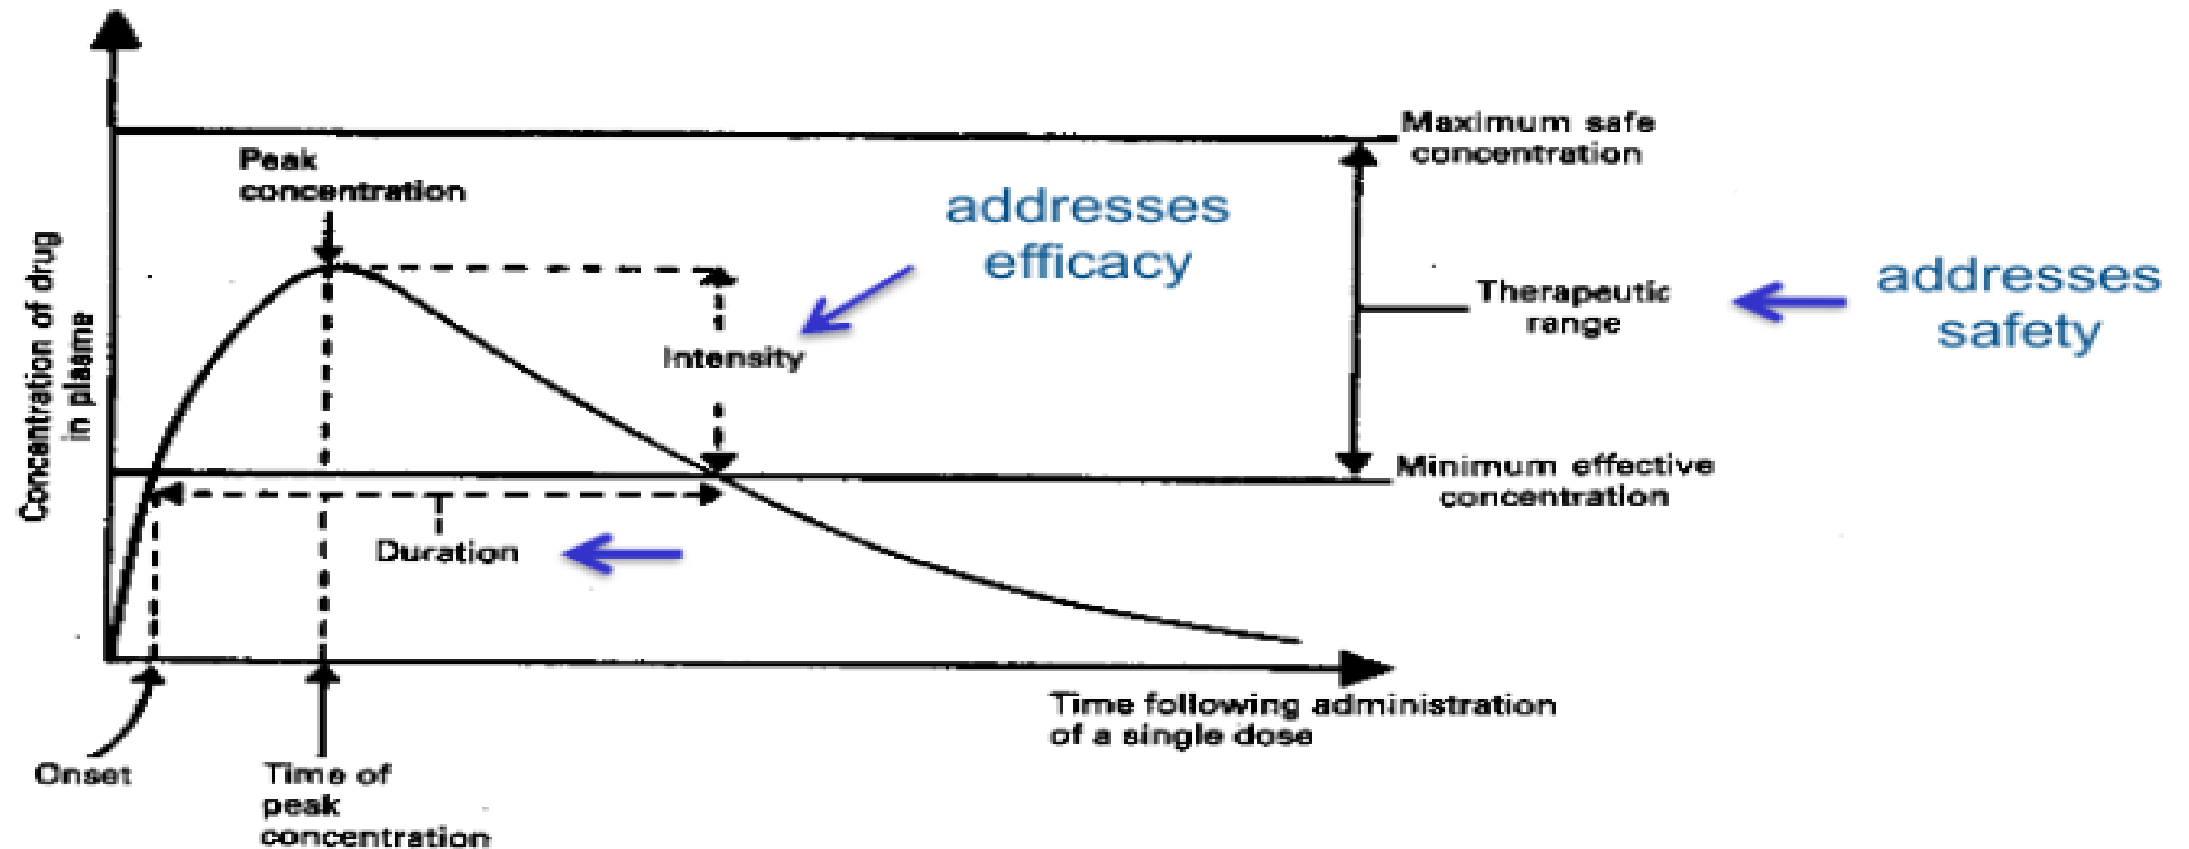 Concentration of drug
in plasma
Peak
concentration
addresses
efficacy
Intensity
Duration
Maximum safe
concentration
Therapeutic
range
addresses
safety
Minimum effective
concentration
Time following administration
of a single dose
Onset
Time of
peak
concentration